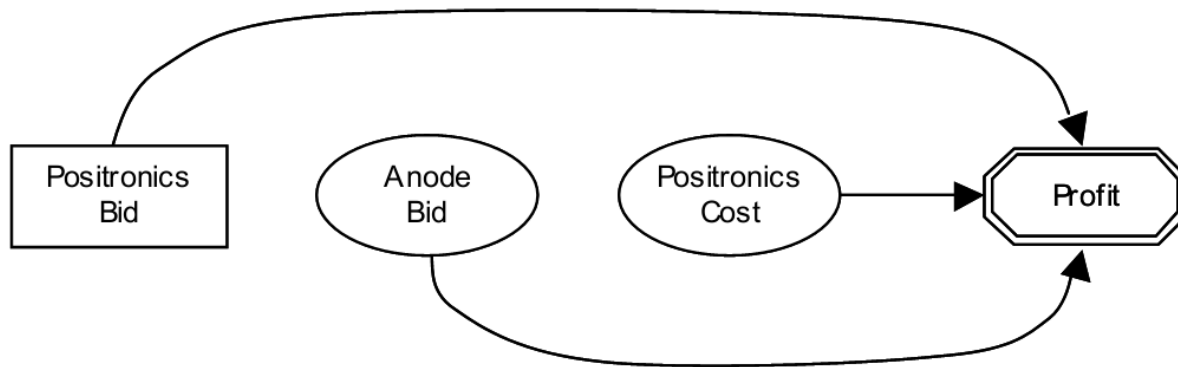 Positronics
Bid
Anode
Bid
Positronics
Cost
Profit